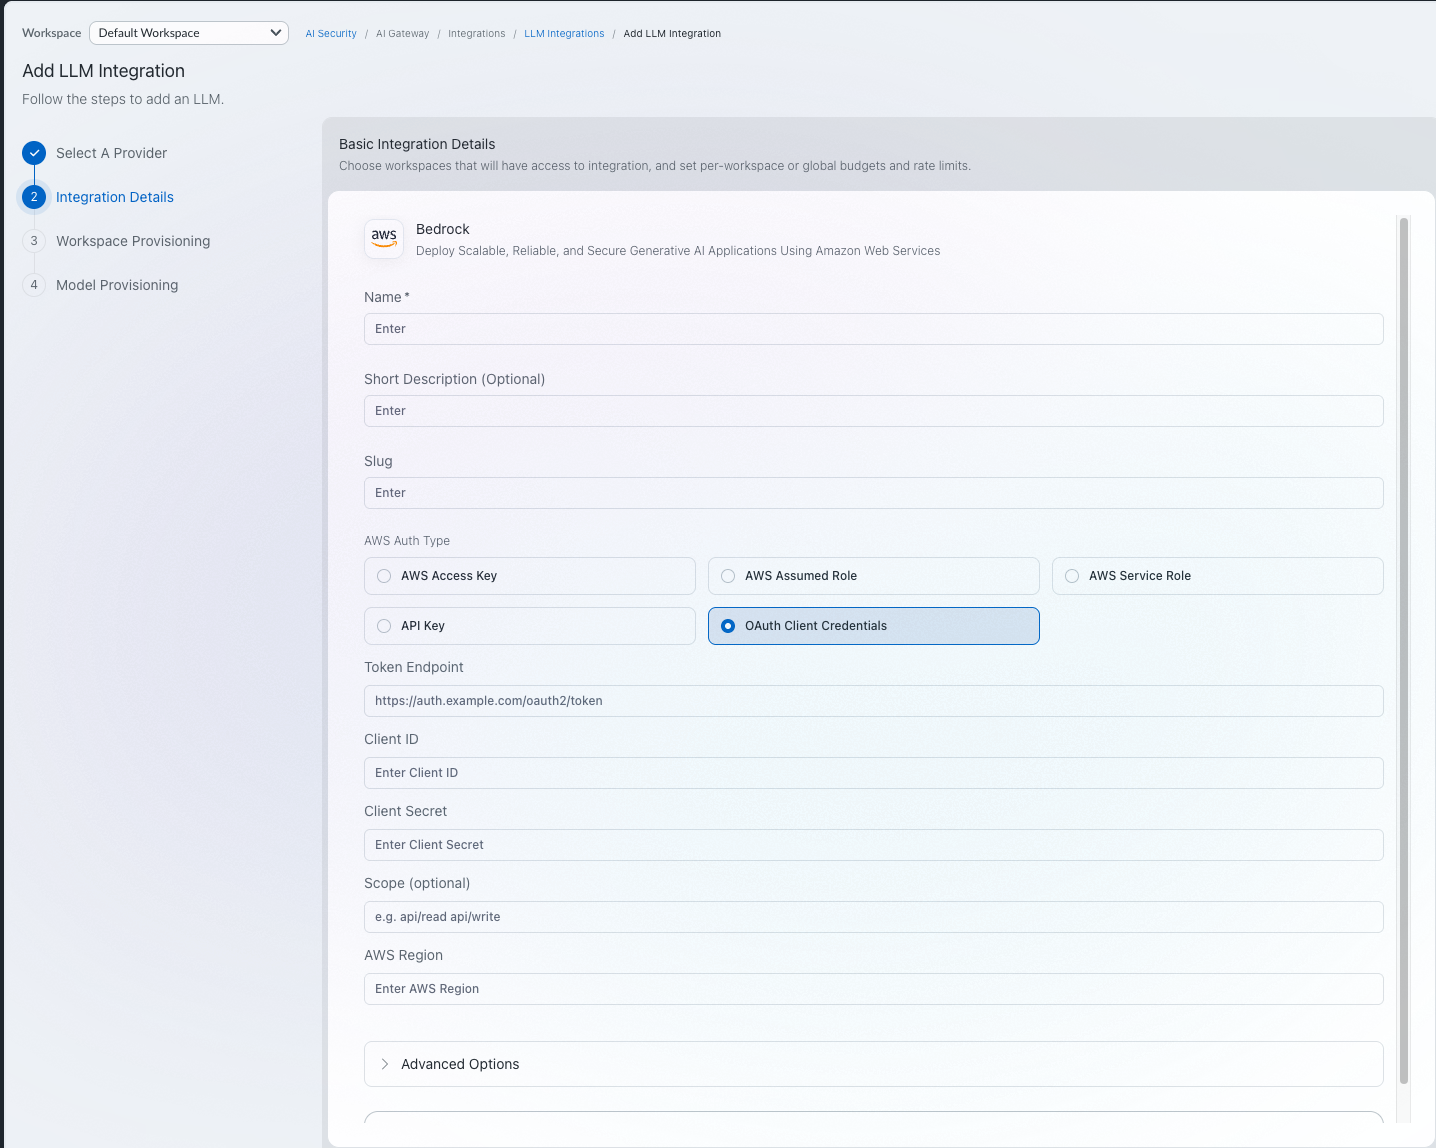 Workspace Default Workspace AI Security / AI Gateway / Integrations / LLM Integrations / Add LLM Integration
Add LLM Integration
Follow the steps to add an LLM.
Select A Provider
2 Integration Details
3 Workspace Provisioning
4 Model Provisioning
Basic Integration Details
Choose workspaces that will have access to integration, and set per-workspace or global budgets and rate limits.
aws
Bedrock
Deploy Scalable, Reliable, and Secure Generative AI Applications Using Amazon Web Services
Name *
Enter
Short Description (Optional)
Enter
Slug
Enter
AWS Auth Type
AWS Access Key AWS Assumed Role AWS Service Role
API Key OAuth Client Credentials
Token Endpoint
https://auth.example.com/oauth2/token
Client ID
Enter Client ID
Client Secret
Enter Client Secret
Scope (optional)
e.g. api/read api/write
AWS Region
Enter AWS Region
Advanced Options